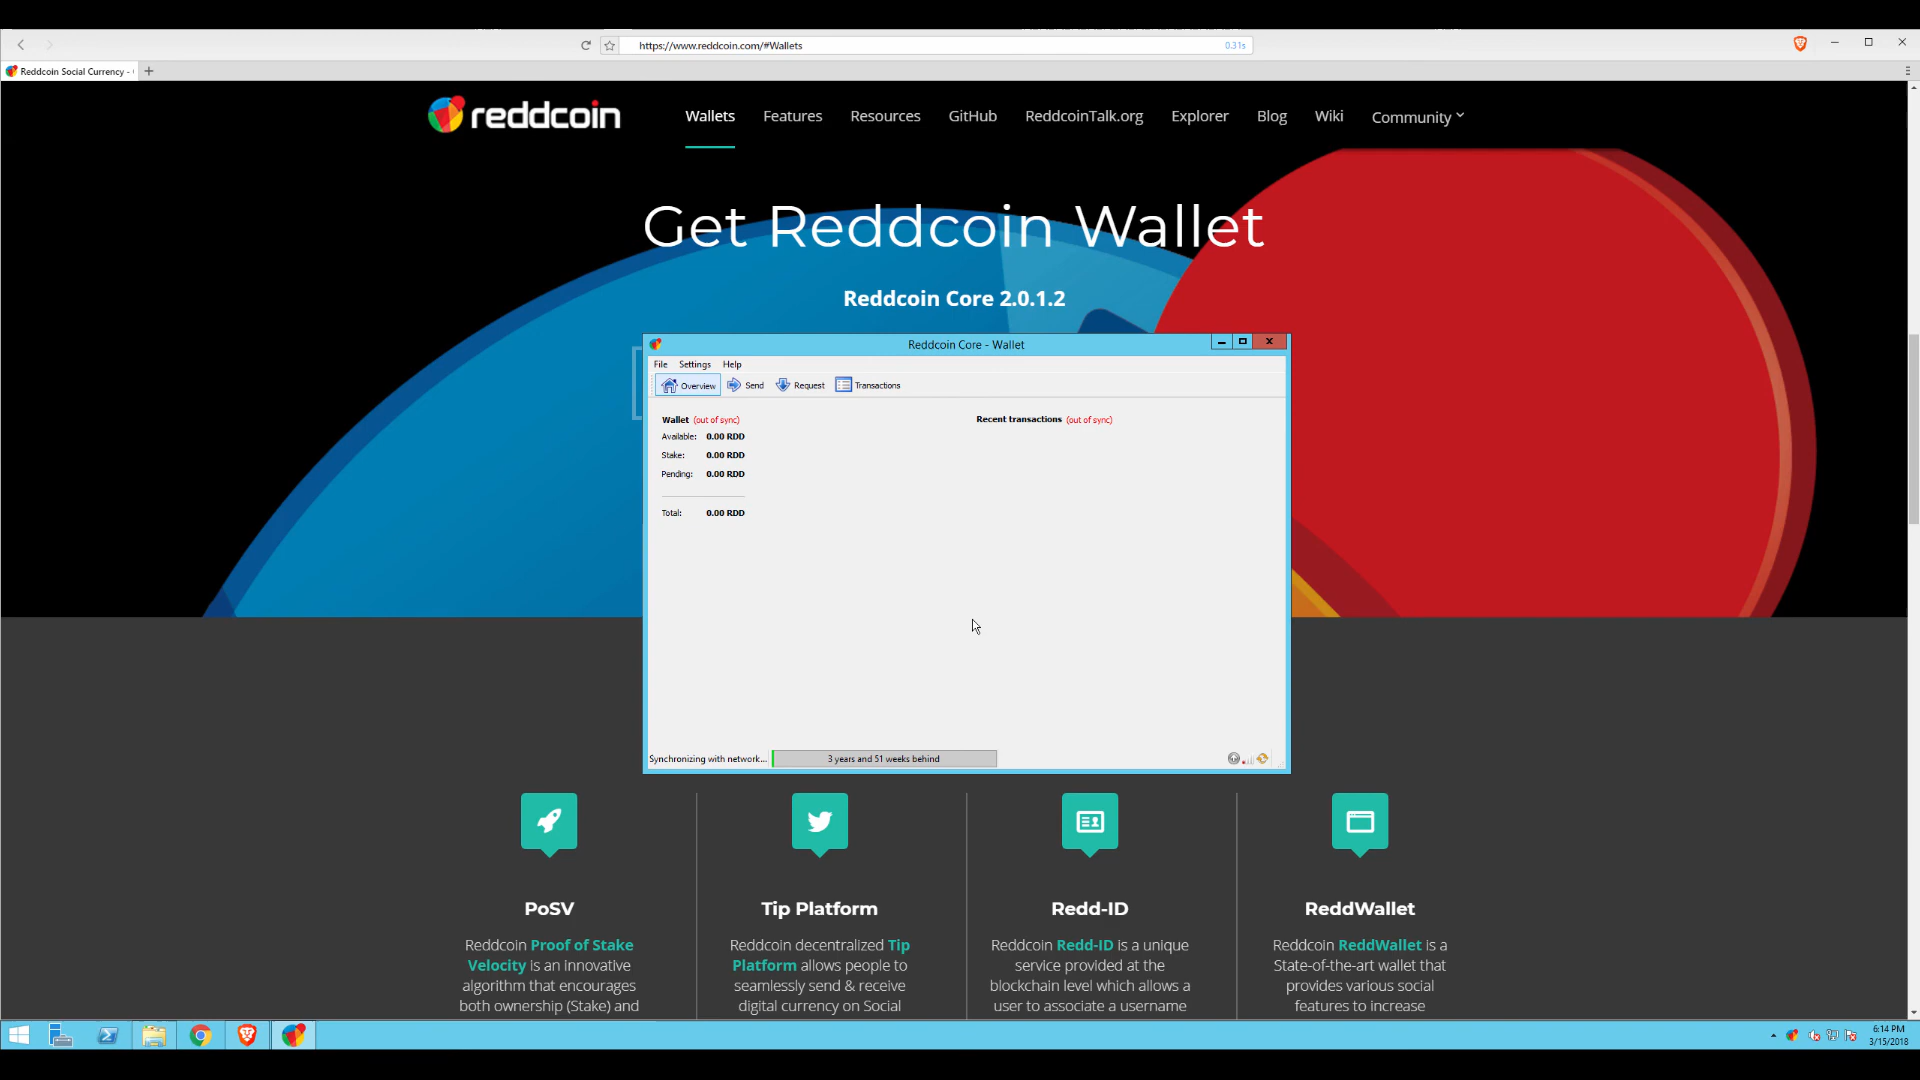 https://www.reddcoin.com/#Wallets
0.31s
Reddcoin Social Currency -
reddcoin
Wallets
Features
Resources
GitHub
ReddcoinTalk.org
Explorer
Blog
Wiki
Community
Get Reddcoin Wallet
Reddcoin Core 2.0.1.2
Reddcoin Core - Wallet
File
Settings
Help
Overview
Send
Request
Transactions
Wallet (out of sync)
Available: 0.00 RDD
Stake: 0.00 RDD
Pending: 0.00 RDD
Total: 0.00 RDD
Recent transactions (out of sync)
Synchronizing with network...
3 years and 51 weeks behind
PoSV
Reddcoin Proof of Stake
Velocity is an innovative
algorithm that encourages
both ownership (Stake) and
Tip Platform
Reddcoin decentralized Tip
Platform allows people to
seamlessly send & receive
digital currency on Social
Redd-ID
Reddcoin Redd-ID is a unique
service provided at the
blockchain level which allows a
user to associate a username
ReddWallet
Reddcoin ReddWallet is a
State-of-the-art wallet that
provides various social
features to increase
6:14 PM
3/15/2018